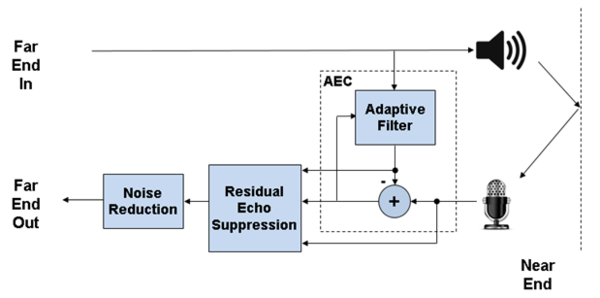 Far
End
In
AEC
Adaptive
Filter
-
+
Far
End
Out
Noise
Reduction
Residual
Echo
Suppression
Near
End